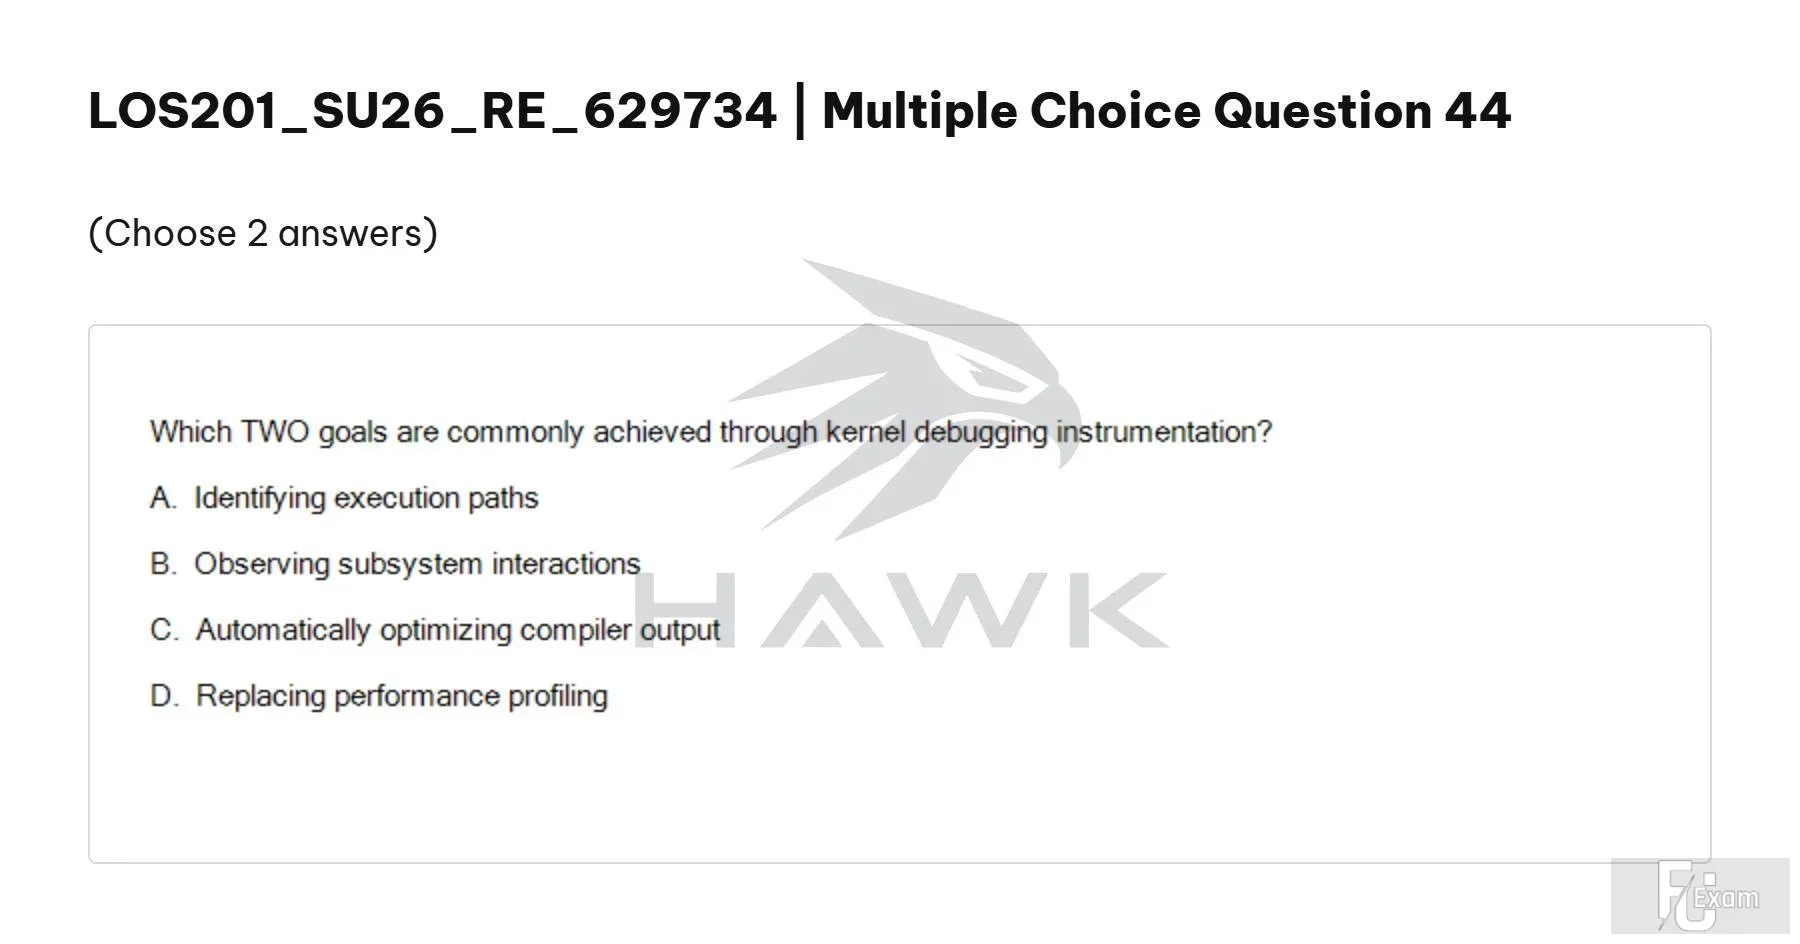 LOS201_SU26_RE_629734 | Multiple Choice Question 44
(Choose 2 answers)
Which TWO goals are commonly achieved through kernel debugging instrumentation?
A. Identifying execution paths
B. Observing subsystem interactions
C. Automatically optimizing compiler output
D. Replacing performance profiling
HAWK
FU Exam